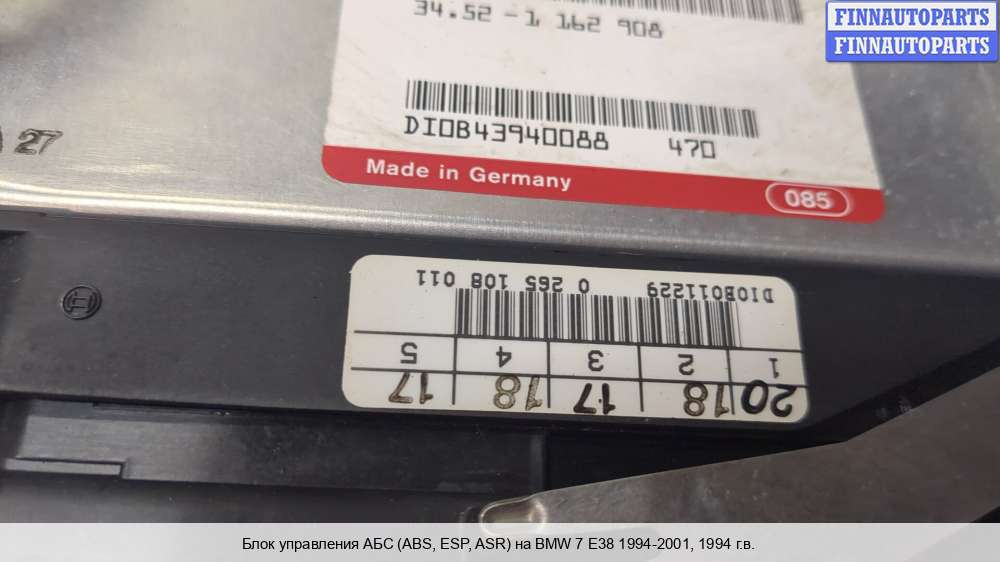 FINNAUTOPARTS
FINNAUTOPARTS
34.52 - 1 162 908
DIOB43940088 470
27
Made in Germany
085
DIOB011229 0 265 108 011
1 2 3 4 5
20 18 17 18 17
Блок управления АБС (ABS, ESP, ASR) на BMW 7 E38 1994-2001, 1994 г.в.